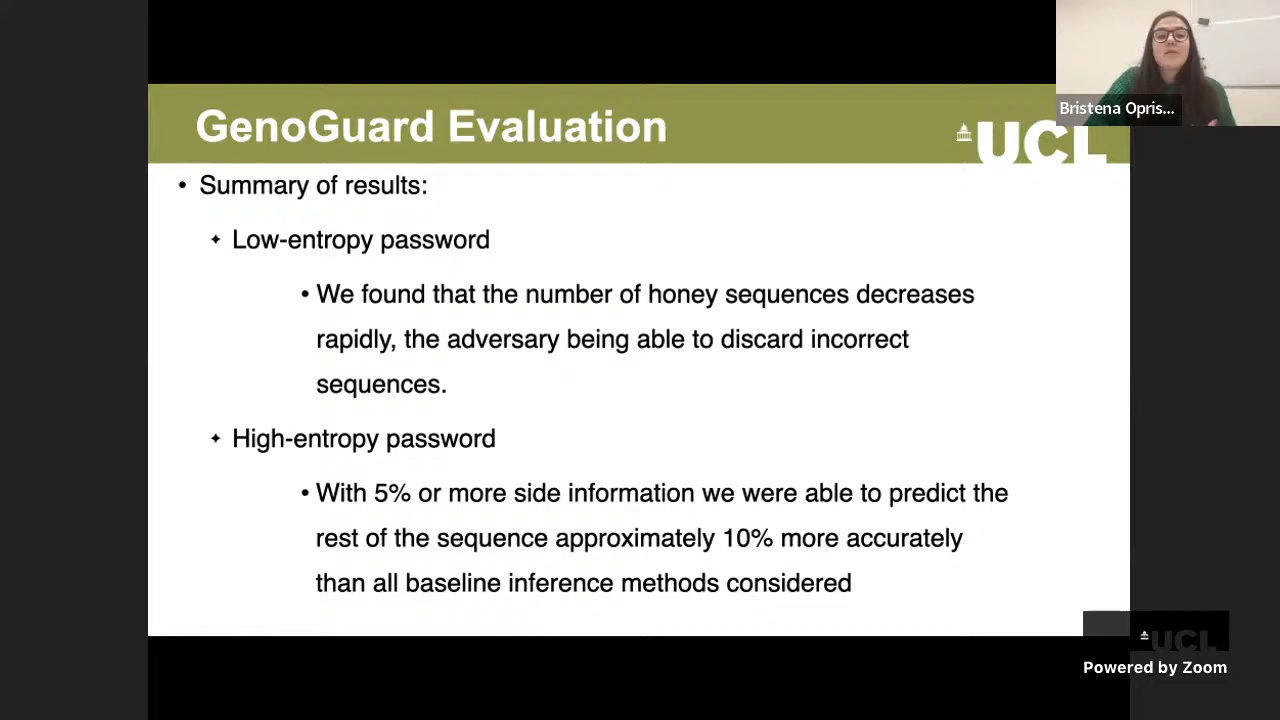 GenoGuard Evaluation
UCL
Bristena Opris...
• Summary of results:
Low-entropy password
• We found that the number of honey sequences decreases
rapidly, the adversary being able to discard incorrect
sequences.
High-entropy password
• With 5% or more side information we were able to predict the
rest of the sequence approximately 10% more accurately
than all baseline inference methods considered
UCL
Powered by Zoom